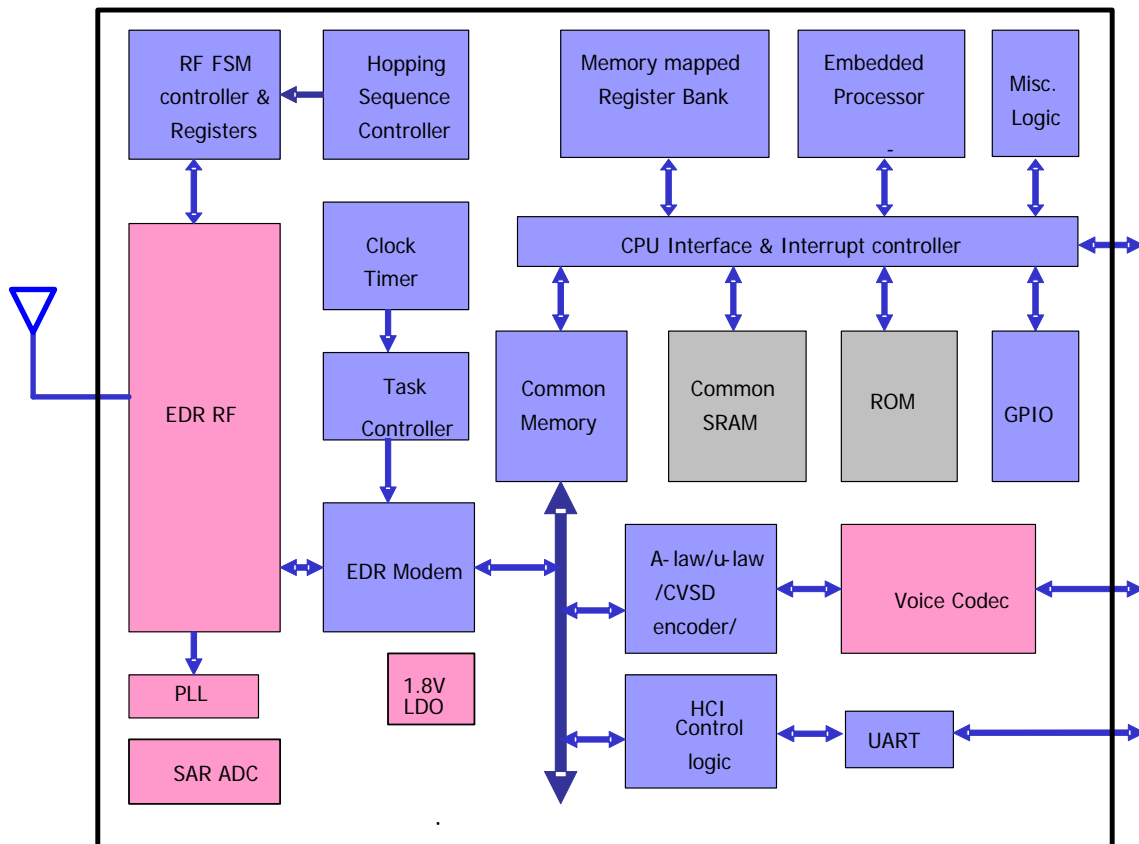 RF FSM
controller &
Registers
Hopping
Sequence
Controller
Memory mapped
Register Bank
Embedded
Processor
-
Misc.
Logic
Clock
Timer
CPU Interface & Interrupt controller
EDR RF
Task
Controller
Common
Memory
Common
SRAM
ROM
GPIO
EDR Modem
A-law/u-law
/CVSD
encoder/
Voice Codec
PLL
1.8V
LDO
HCI
Control
logic
UART
SAR ADC
.